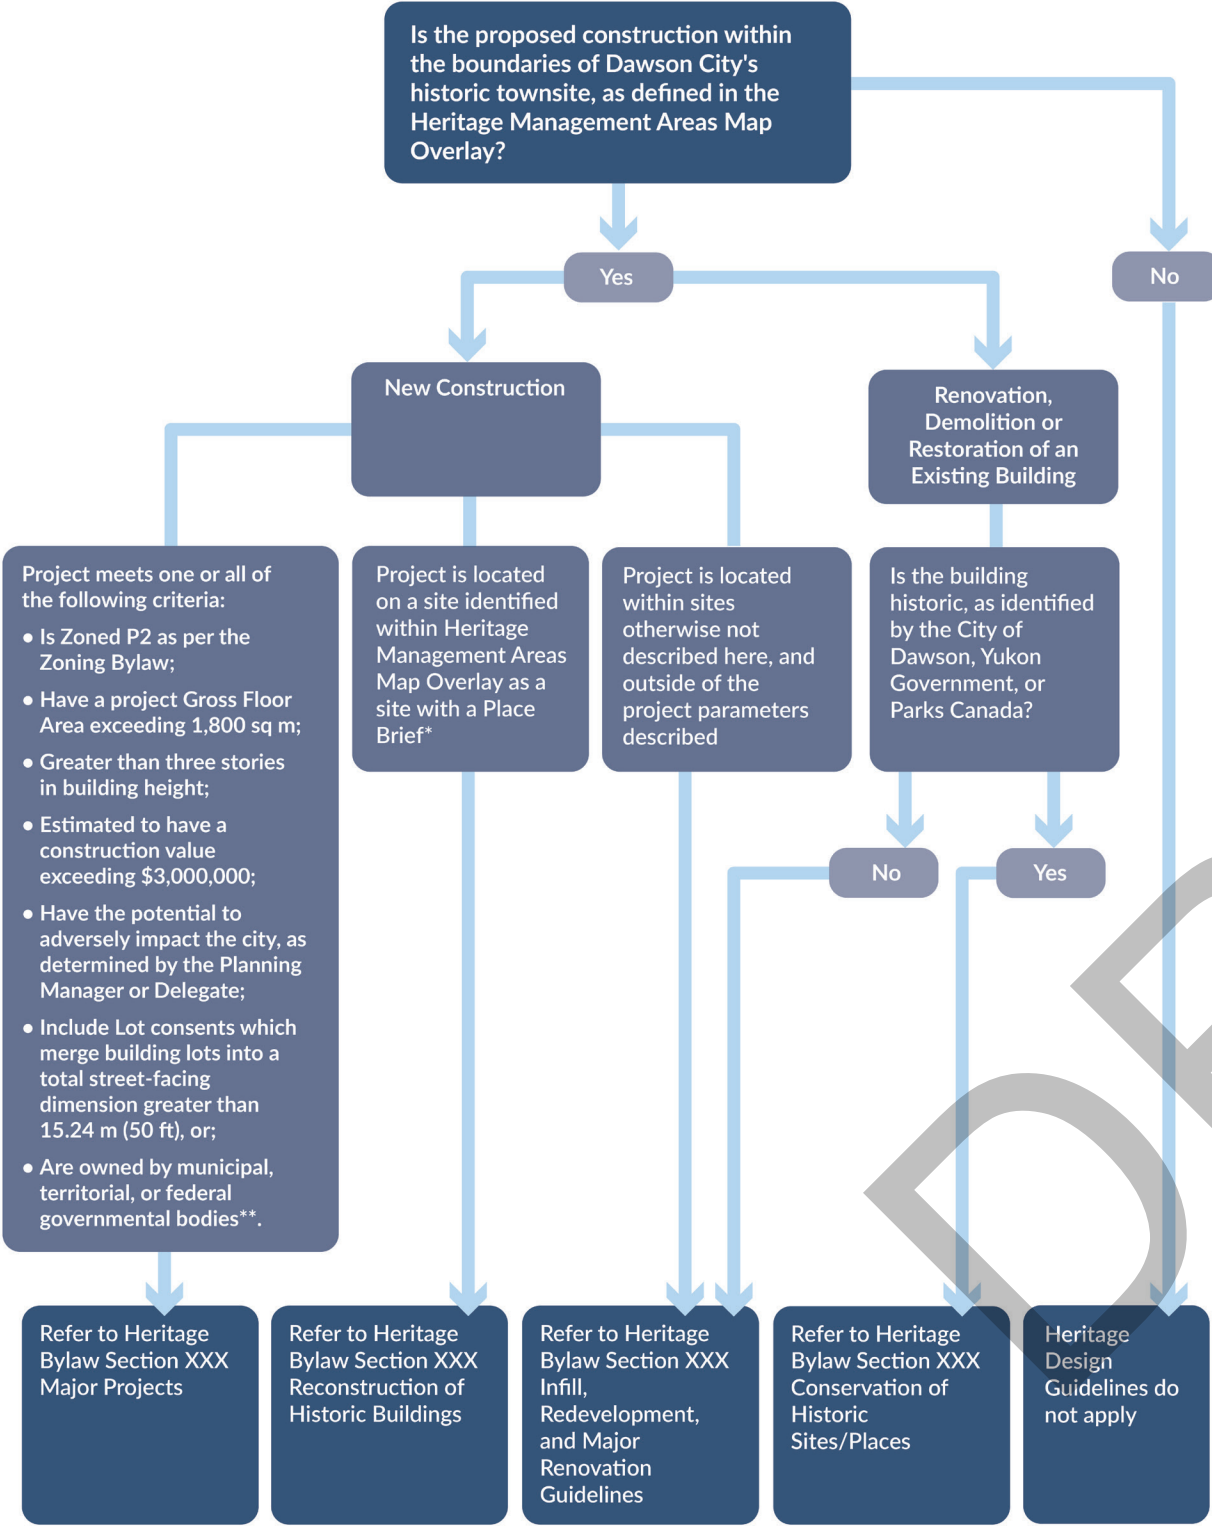 Is the proposed construction within
the boundaries of Dawson City's
historic townsite, as defined in the
Heritage Management Areas Map
Overlay?
Yes
No
New Construction
Renovation,
Demolition or
Restoration of an
Existing Building
Project meets one or all of
the following criteria:
• Is Zoned P2 as per the
Zoning Bylaw;
• Have a project Gross Floor
Area exceeding 1,800 sq m;
• Greater than three stories
in building height;
• Estimated to have a
construction value
exceeding $3,000,000;
• Have the potential to
adversely impact the city, as
determined by the Planning
Manager or Delegate;
• Include Lot consents which
merge building lots into a
total street-facing
dimension greater than
15.24 m (50 ft), or;
• Are owned by municipal,
territorial, or federal
governmental bodies**.
Project is located
on a site identified
within Heritage
Management Areas
Map Overlay as a
site with a Place
Brief*
Project is located
within sites
otherwise not
described here, and
outside of the
project parameters
described
Is the building
historic, as identified
by the City of
Dawson, Yukon
Government, or
Parks Canada?
No
Yes
Refer to Heritage
Bylaw Section XXX
Major Projects
Refer to Heritage
Bylaw Section XXX
Reconstruction of
Historic Buildings
Refer to Heritage
Bylaw Section XXX
Infill,
Redevelopment,
and Major
Renovation
Guidelines
Refer to Heritage
Bylaw Section XXX
Conservation of
Historic
Sites/Places
Heritage
Design
Guidelines do
not apply